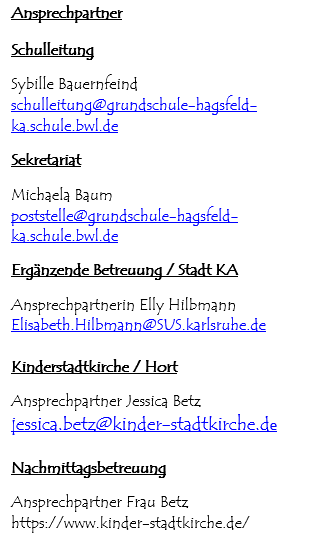 Ansprechpartner
Schulleitung
Sybille Bauernfeind
schulleitung@grundschule-hagsfeld-
ka.schule.bwl.de
Sekretariat
Michaela Baum
poststelle@grundschule-hagsfeld-
ka.schule.bwl.de
Ergänzende Betreuung / Stadt KA
Ansprechpartnerin Elly Hilbmann
Elisabeth.Hilbmann@SUS.karlsruhe.de
Kinderstadtkirche / Hort
Ansprechpartner Jessica Betz
jessica.betz@kinder-stadtkirche.de
Nachmittagsbetreuung
Ansprechpartner Frau Betz
https://www.kinder-stadtkirche.de/